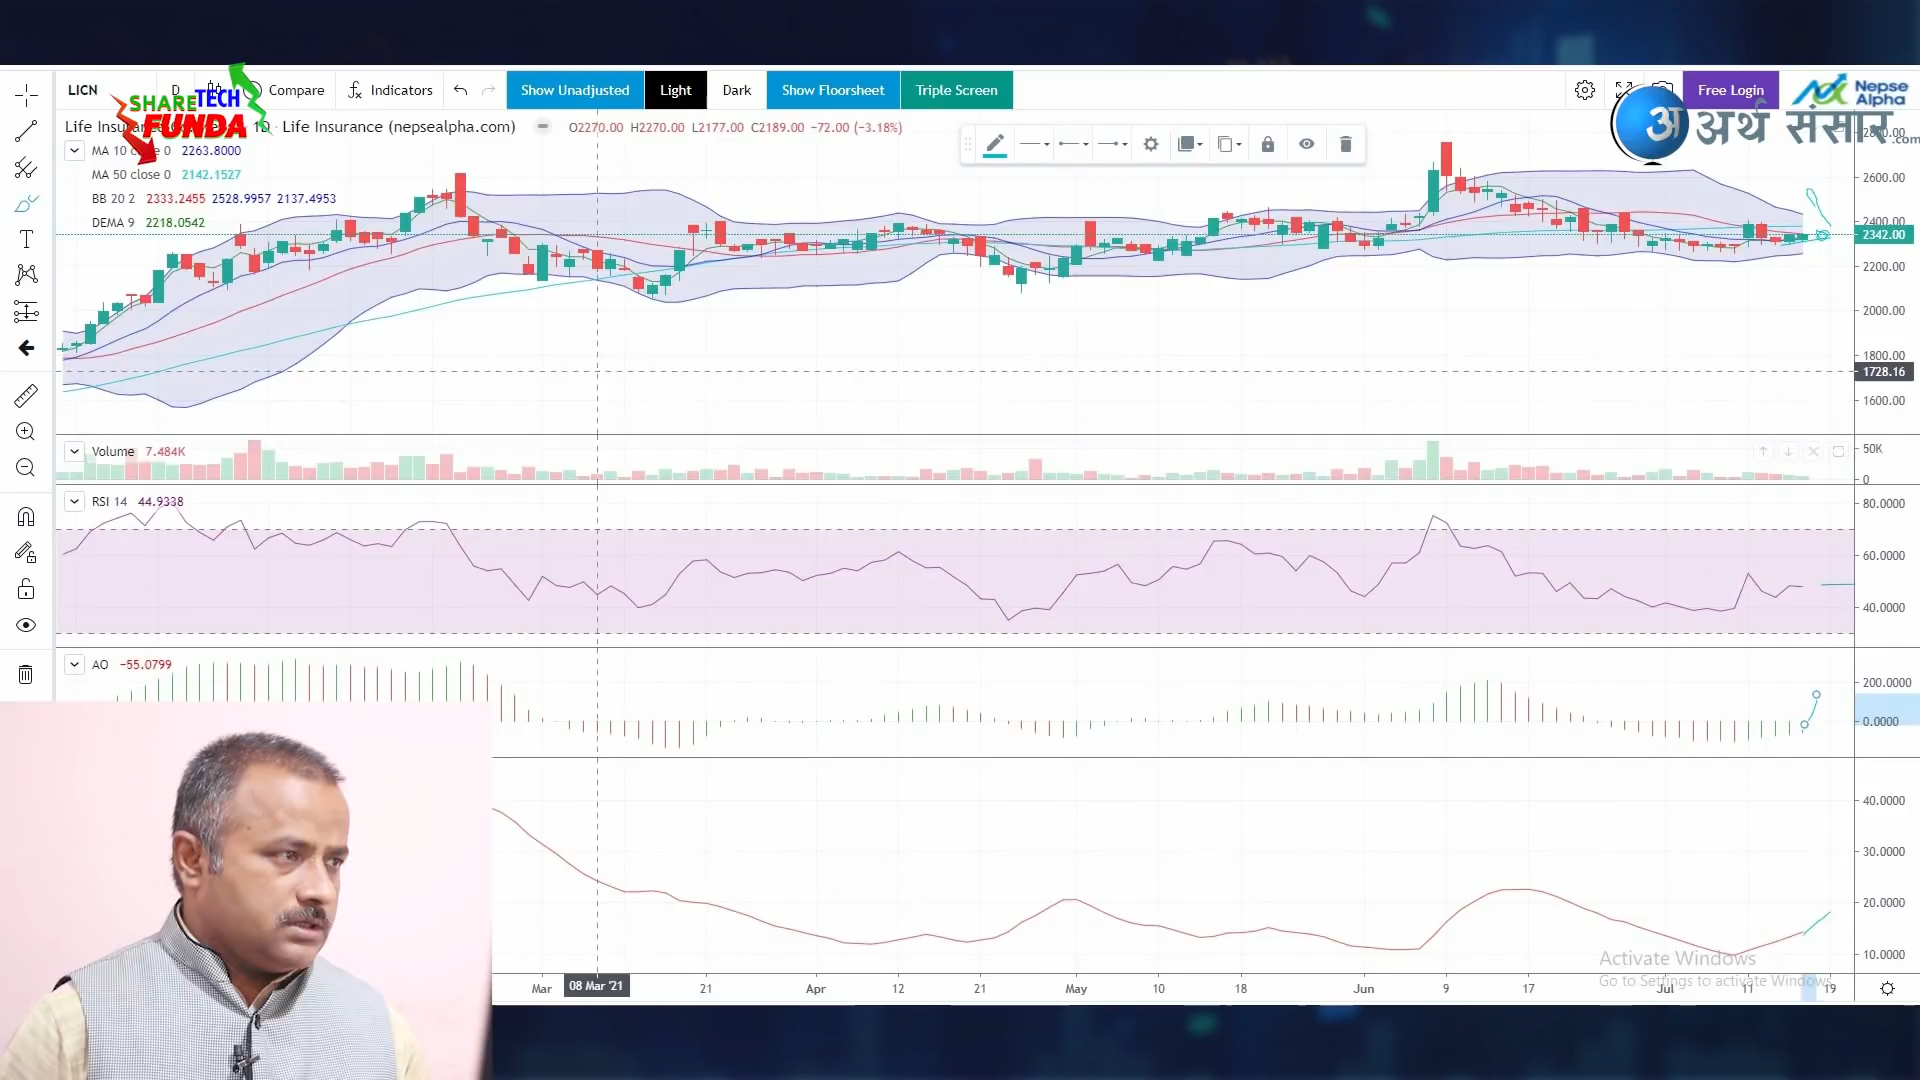 LICN
D
Compare
Indicators
Show Unadjusted
Light
Dark
Show Floorsheet
Triple Screen
Free Login
Nepse
Alpha
SHARE TECH
FUNDA
अ अर्थ संसार
.com
1D · Life Insurance (nepsealpha.com)
O2270.00 H2270.00 L2177.00 C2189.00 −72.00 (−3.18%)
MA 10 close 0 2263.8000
MA 50 close 0 2142.1527
BB 20 2 2333.2455 2528.9957 2137.4953
DEMA 9 2218.0542
2600.00
2400.00
2342.00
2200.00
2000.00
1800.00
1728.16
1600.00
Volume 7.484K
50K
0
RSI 14 44.9338
80.0000
60.0000
40.0000
AO −55.0799
200.0000
0.0000
40.0000
30.0000
20.0000
10.0000
Activate Windows
Go to Settings to activate Windows.
Mar
08 Mar '21
21
Apr
12
21
May
10
18
Jun
9
17
Jul
11
19